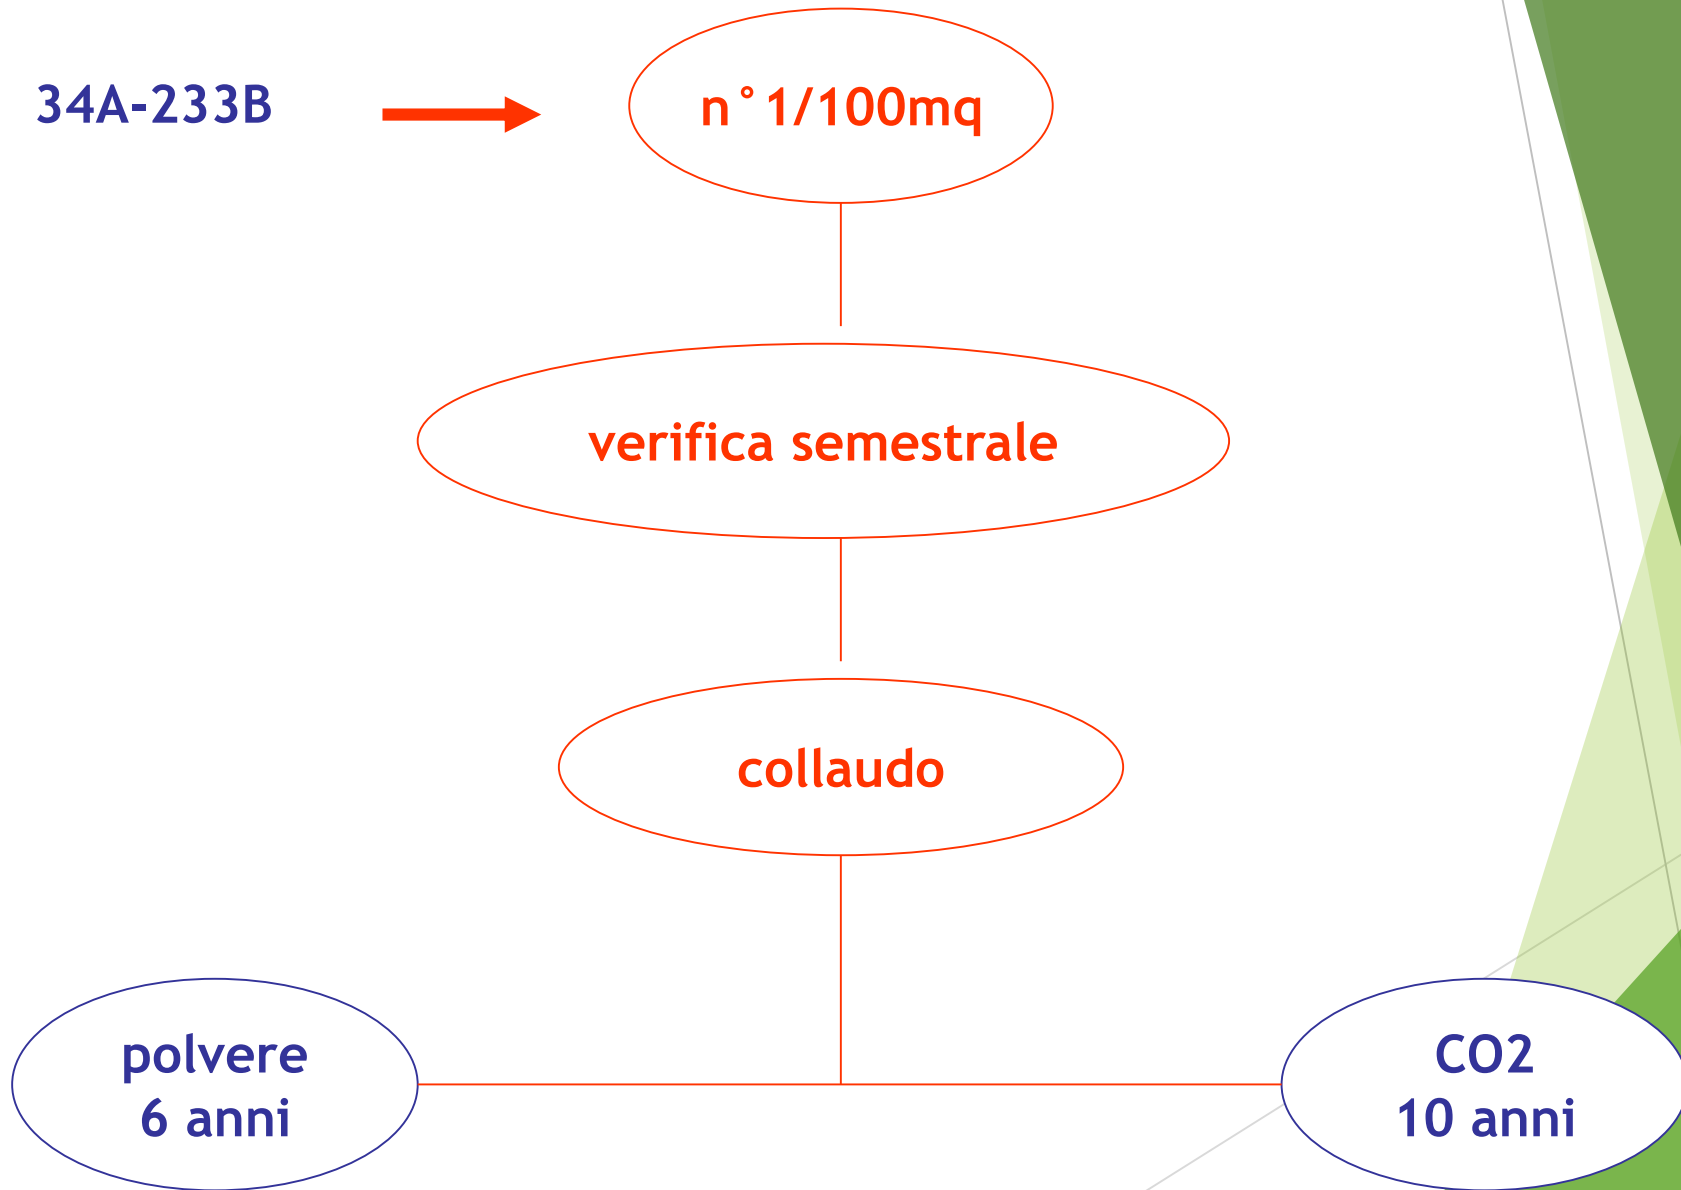 34A-233B
n°1/100mq
verifica semestrale
collaudo
polvere
6 anni
CO2
10 anni